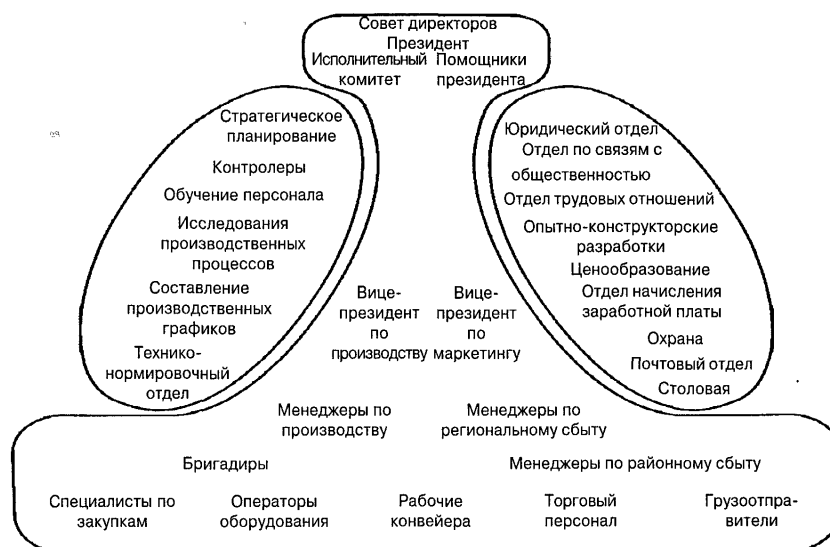 Совет директоров
Президент
Исполнительный Помощники
комитет президента
Стратегическое
планирование
Контролеры
Обучение персонала
Исследования
производственных
процессов
Составление
производственных
графиков
Технико-
нормировочный
отдел
Юридический отдел
Отдел по связям с
общественностью
Отдел трудовых отношений
Опытно-конструкторские
разработки
Ценообразование
Отдел начисления
заработной платы
Охрана
Почтовый отдел
Столовая
Вице-
президент
по
производству
Вице-
президент
по
маркетингу
Менеджеры по
производству
Менеджеры по
региональному сбыту
Бригадиры
Менеджеры по районному сбыту
Специалисты по
закупкам
Операторы
оборудования
Рабочие
конвейера
Торговый
персонал
Грузоотпра-
вители